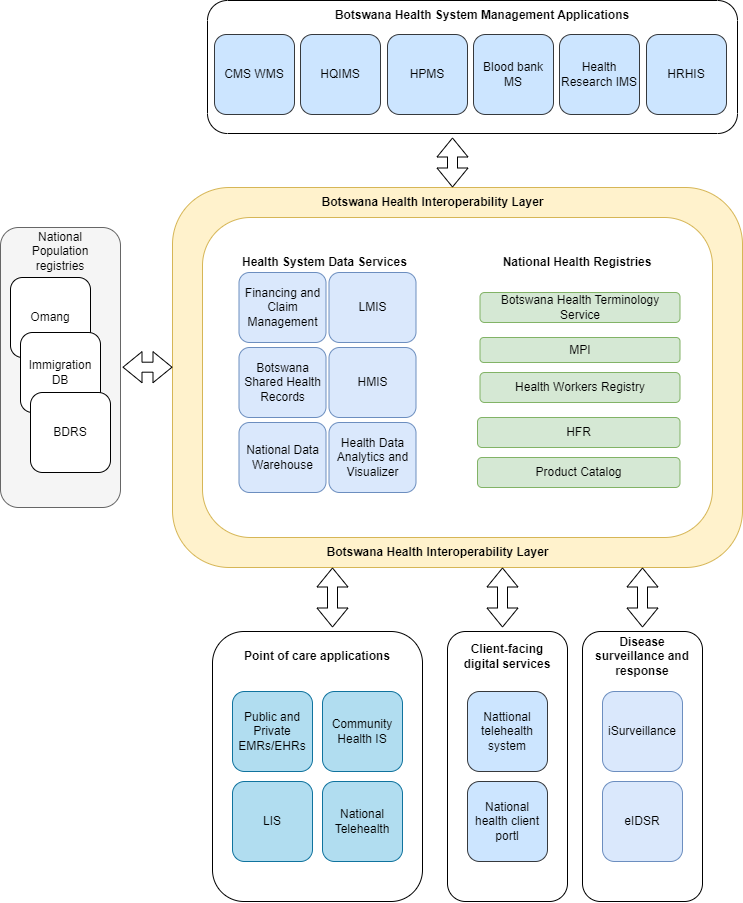 Botswana Health System Management Applications
CMS WMS
HQIMS
HPMS
Blood bank
MS
Health
Research IMS
HRHIS
Botswana Health Interoperability Layer
National
Population
registries
Omang
Immigration
DB
BDRS
Health System Data Services
Financing and
Claim
Management
LMIS
Botswana
Shared Health
Records
HMIS
National Data
Warehouse
Health Data
Analytics and
Visualizer
National Health Registries
Botswana Health Terminology
Service
MPI
Health Workers Registry
HFR
Product Catalog
Botswana Health Interoperability Layer
Point of care applications
Public and
Private
EMRs/EHRs
Community
Health IS
LIS
National
Telehealth
Client-facing
digital services
Nattional
telehealth
system
National
health client
portl
Disease
surveillance and
response
iSurveillance
eIDSR